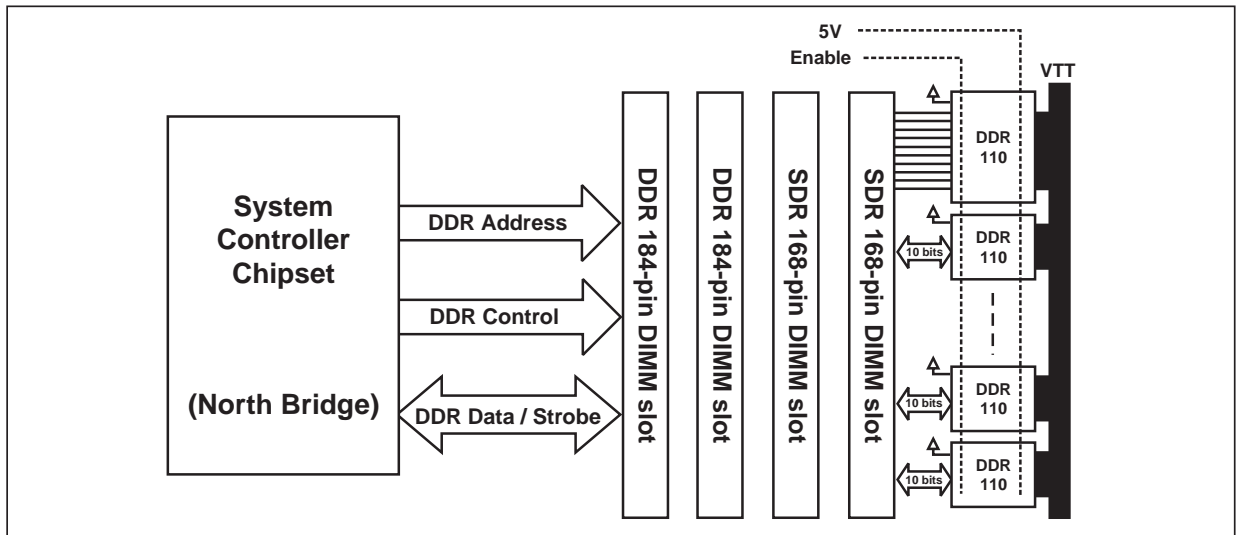 5V
Enable
VTT
System
Controller
Chipset
(North Bridge)
DDR Address
DDR Control
DDR Data / Strobe
DDR 184-pin DIMM slot
DDR 184-pin DIMM slot
SDR 168-pin DIMM slot
SDR 168-pin DIMM slot
DDR
110
10 bits
DDR
110
10 bits
DDR
110
10 bits
DDR
110